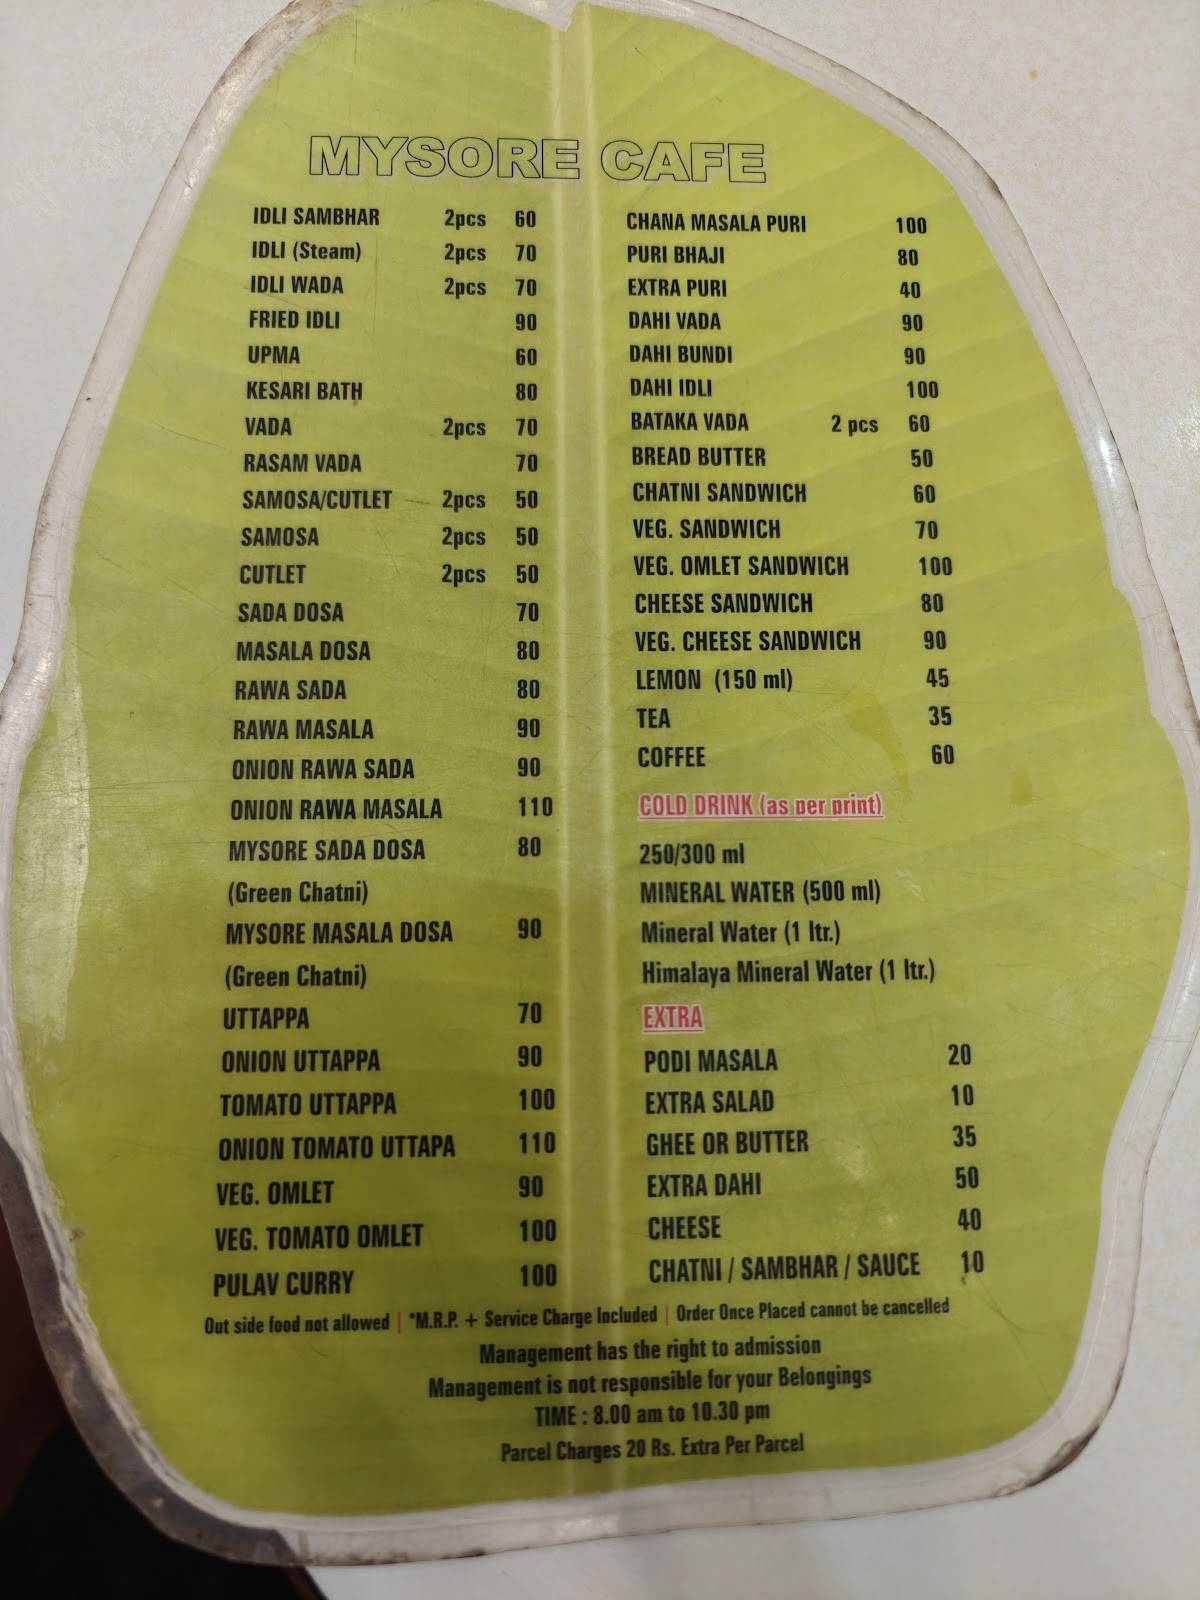 MYSORE CAFE
IDLI SAMBHAR 2pcs 60
IDLI (Steam) 2pcs 70
IDLI WADA 2pcs 70
FRIED IDLI 90
UPMA 60
KESARI BATH 80
VADA 2pcs 70
RASAM VADA 70
SAMOSA/CUTLET 2pcs 50
SAMOSA 2pcs 50
CUTLET 2pcs 50
SADA DOSA 70
MASALA DOSA 80
RAWA SADA 80
RAWA MASALA 90
ONION RAWA SADA 90
ONION RAWA MASALA 110
MYSORE SADA DOSA 80
(Green Chatni)
MYSORE MASALA DOSA 90
(Green Chatni)
UTTAPPA 70
ONION UTTAPPA 90
TOMATO UTTAPPA 100
ONION TOMATO UTTAPA 110
VEG. OMLET 90
VEG. TOMATO OMLET 100
PULAV CURRY 100
CHANA MASALA PURI 100
PURI BHAJI 80
EXTRA PURI 40
DAHI VADA 90
DAHI BUNDI 90
DAHI IDLI 100
BATAKA VADA 2 pcs 60
BREAD BUTTER 50
CHATNI SANDWICH 60
VEG. SANDWICH 70
VEG. OMLET SANDWICH 100
CHEESE SANDWICH 80
VEG. CHEESE SANDWICH 90
LEMON (150 ml) 45
TEA 35
COFFEE 60
COLD DRINK (as per print)
250/300 ml
MINERAL WATER (500 ml)
Mineral Water (1 ltr.)
Himalaya Mineral Water (1 ltr.)
EXTRA
PODI MASALA 20
EXTRA SALAD 10
GHEE OR BUTTER 35
EXTRA DAHI 50
CHEESE 40
CHATNI / SAMBHAR / SAUCE 10
Out side food not allowed | *M.R.P. + Service Charge Included | Order Once Placed cannot be cancelled
Management has the right to admission
Management is not responsible for your Belongings
TIME : 8.00 am to 10.30 pm
Parcel Charges 20 Rs. Extra Per Parcel